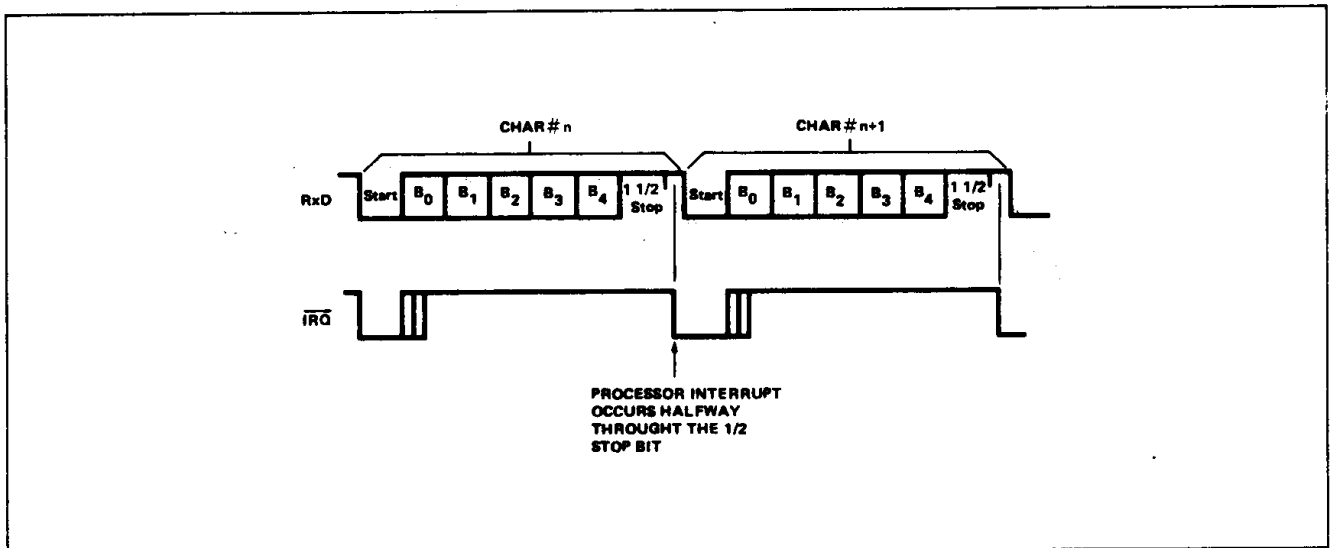 CHAR # n CHAR # n+1
RxD Start B0 B1 B2 B3 B4 1 1/2 Stop Start B0 B1 B2 B3 B4 1 1/2 Stop
IRQ
PROCESSOR INTERRUPT
OCCURS HALFWAY
THROUGHT THE 1/2
STOP BIT